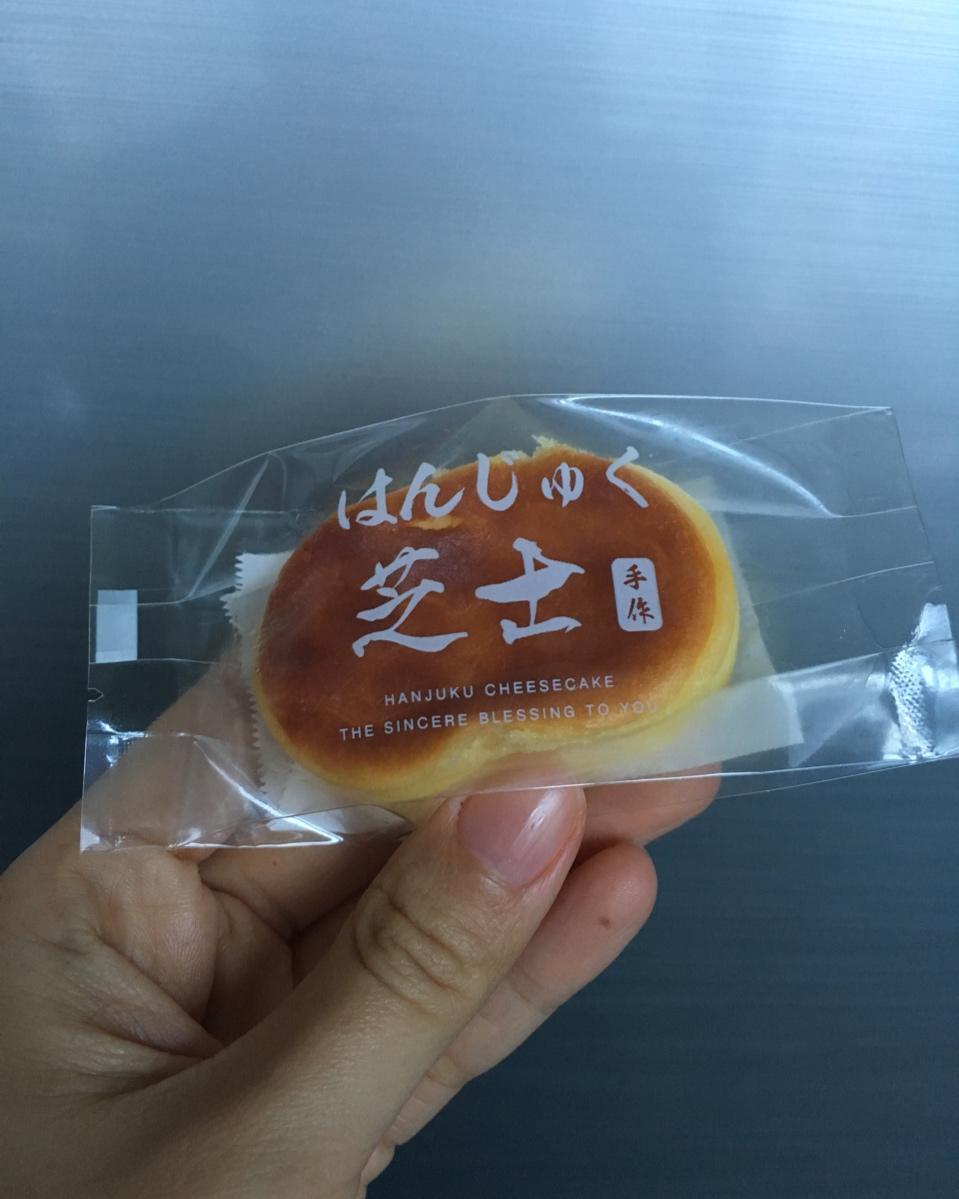 はんじゅく
芝士
手作
HANJUKU CHEESECAKE
THE SINCERE BLESSING TO YOU